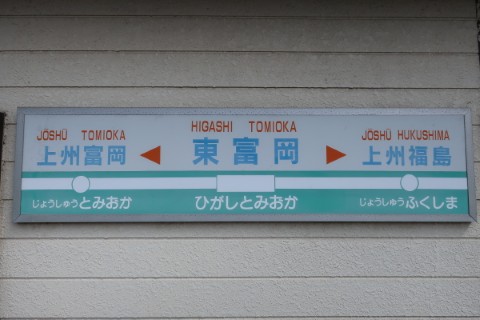 JŌSHŪ TOMIOKA
上州富岡
じょうしゅうとみおか
HIGASHI TOMIOKA
◀ 東富岡 ▶
ひがしとみおか
JŌSHŪ HUKUSHIMA
上州福島
じょうしゅうふくしま